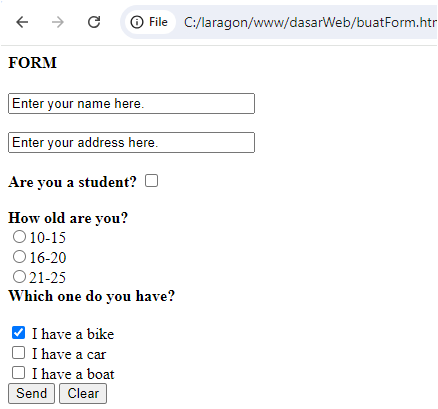 File C:/laragon/www/dasarWeb/buatForm.htm
FORM
Enter your name here.
Enter your address here.
Are you a student?
How old are you?
10-15
16-20
21-25
Which one do you have?
I have a bike
I have a car
I have a boat
Send Clear